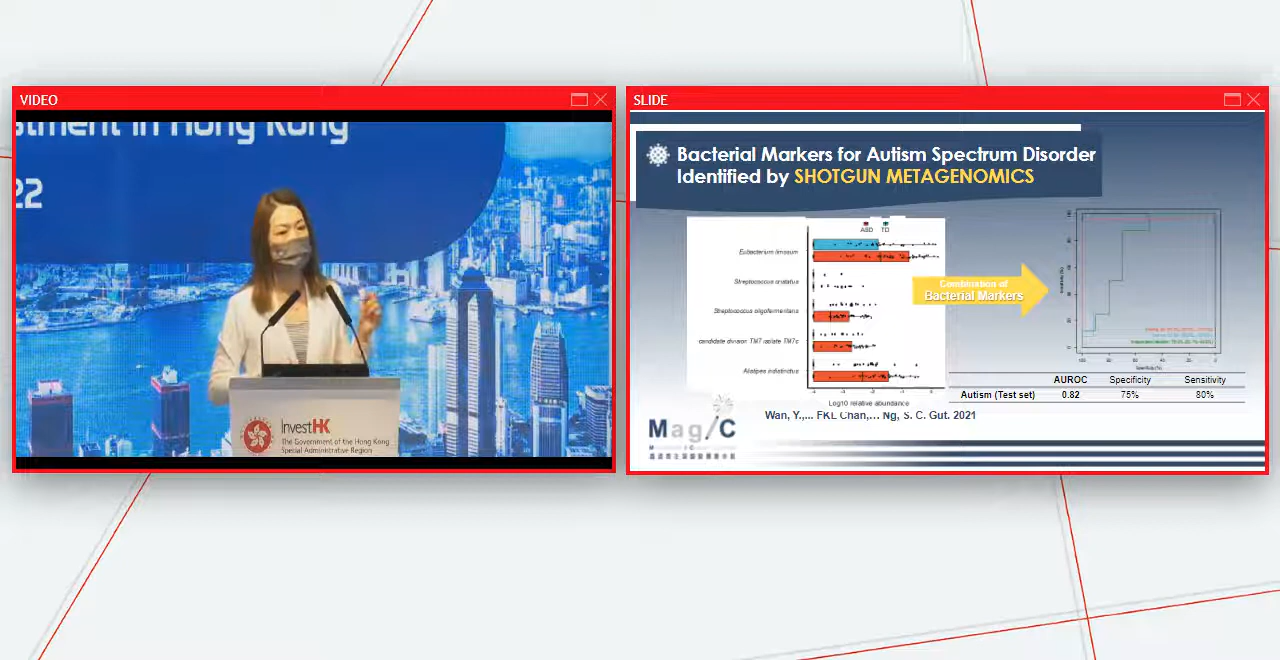 VIDEO
stment in Hong Kong
22
InvestHK
The Government of the Hong Kong
Special Administrative Region
SLIDE
Bacterial Markers for Autism Spectrum Disorder
Identified by SHOTGUN METAGENOMICS
ASD TD
Eubacterium limosum
Streptococcus cristatus
Streptococcus oligofermentans
candidate division TM7 isolate TM7c
Alistipes indistinctus
Log10 relative abundance
Combination of
Bacterial Markers
AUROC Specificity Sensitivity
Autism (Test set) 0.82 75% 80%
Wan, Y.,... FKL Chan,... Ng, S. C. Gut. 2021
Mag/C